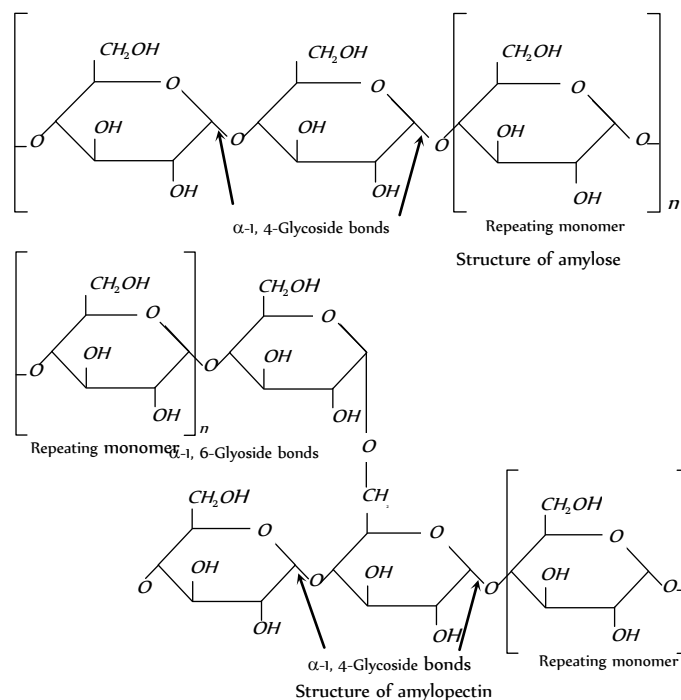 CH₂OH CH₂OH CH₂OH
O O O
OH OH OH
O O O O
OH OH OH
n
α-1, 4-Glycoside bonds
Repeating monomer
Structure of amylose
CH₂OH CH₂OH
O O
OH OH
O O
OH OH
n
Repeating monomer α-1, 6-Glyoside bonds
O
CH₂
CH₂OH CH₂OH
O O O
OH OH OH
O O O O
OH OH OH
α-1, 4-Glycoside bonds
Repeating monomer
Structure of amylopectin